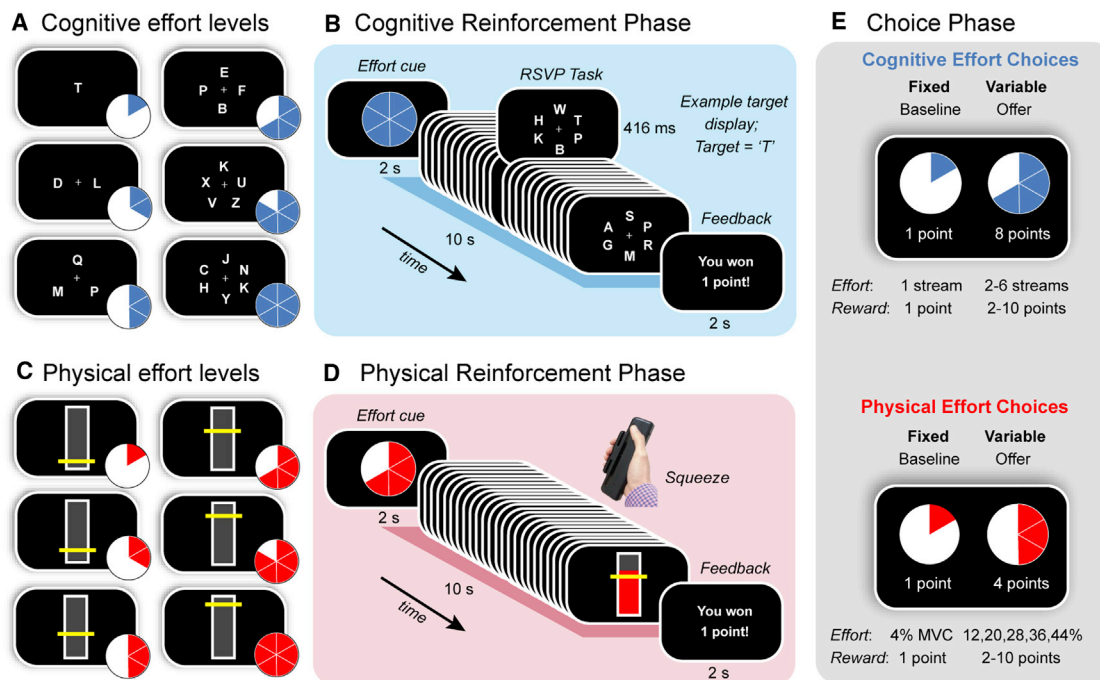 A Cognitive effort levels
T
E
P + F
B
D + L
K
X + U
V Z
Q
+
M P
J
C N
+
H K
Y
B Cognitive Reinforcement Phase
Effort cue
2 s
RSVP Task
W
H T
+
K P
B
416 ms
Example target
display;
Target = ‘T’
10 s
time
S
A P
+
G R
M
Feedback
You won
1 point!
2 s
C Physical effort levels
D Physical Reinforcement Phase
Effort cue
2 s
Squeeze
10 s
time
Feedback
You won
1 point!
2 s
E Choice Phase
Cognitive Effort Choices
Fixed Variable
Baseline Offer
1 point 8 points
Effort: 1 stream 2-6 streams
Reward: 1 point 2-10 points
Physical Effort Choices
Fixed Variable
Baseline Offer
1 point 4 points
Effort: 4% MVC 12,20,28,36,44%
Reward: 1 point 2-10 points